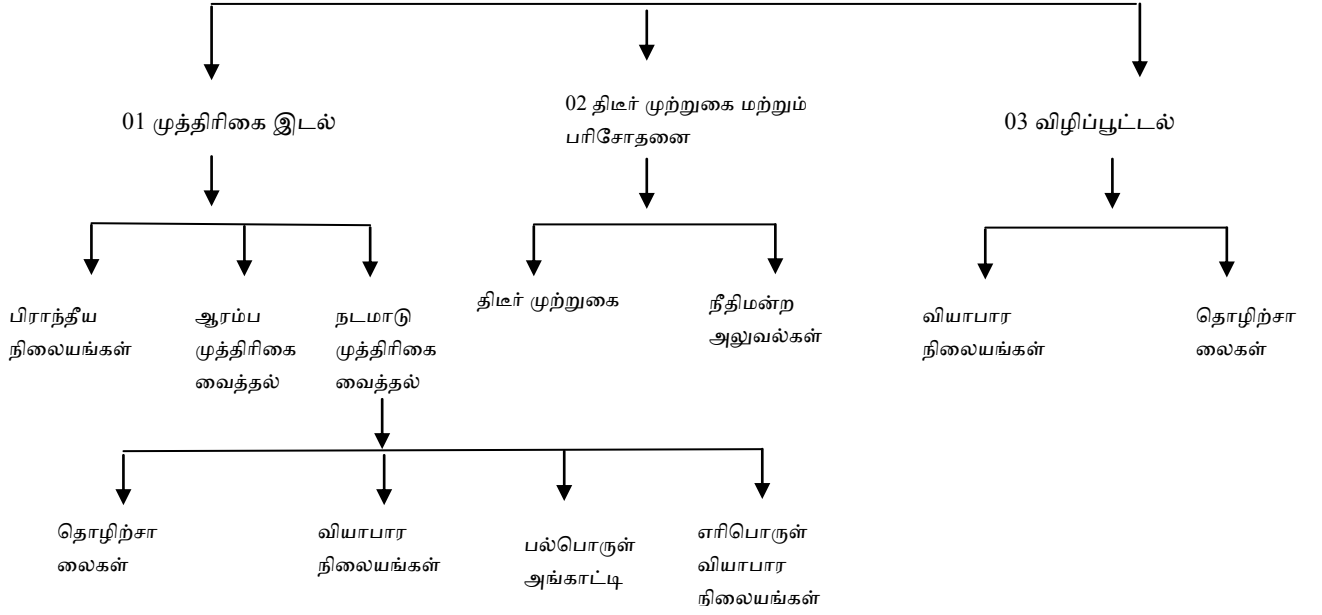 01 முத்திரிகை இடல்
02 திடீர் முற்றுகை மற்றும்
பரிசோதனை
03 விழிப்பூட்டல்
பிராந்தீய
நிலையங்கள்
ஆரம்ப
முத்திரிகை
வைத்தல்
நடமாடு
முத்திரிகை
வைத்தல்
திடீர் முற்றுகை
நீதிமன்ற
அலுவல்கள்
வியாபார
நிலையங்கள்
தொழிற்சா
லைகள்
தொழிற்சா
லைகள்
வியாபார
நிலையங்கள்
பல்பொருள்
அங்காட்டி
எரிபொருள்
வியாபார
நிலையங்கள்